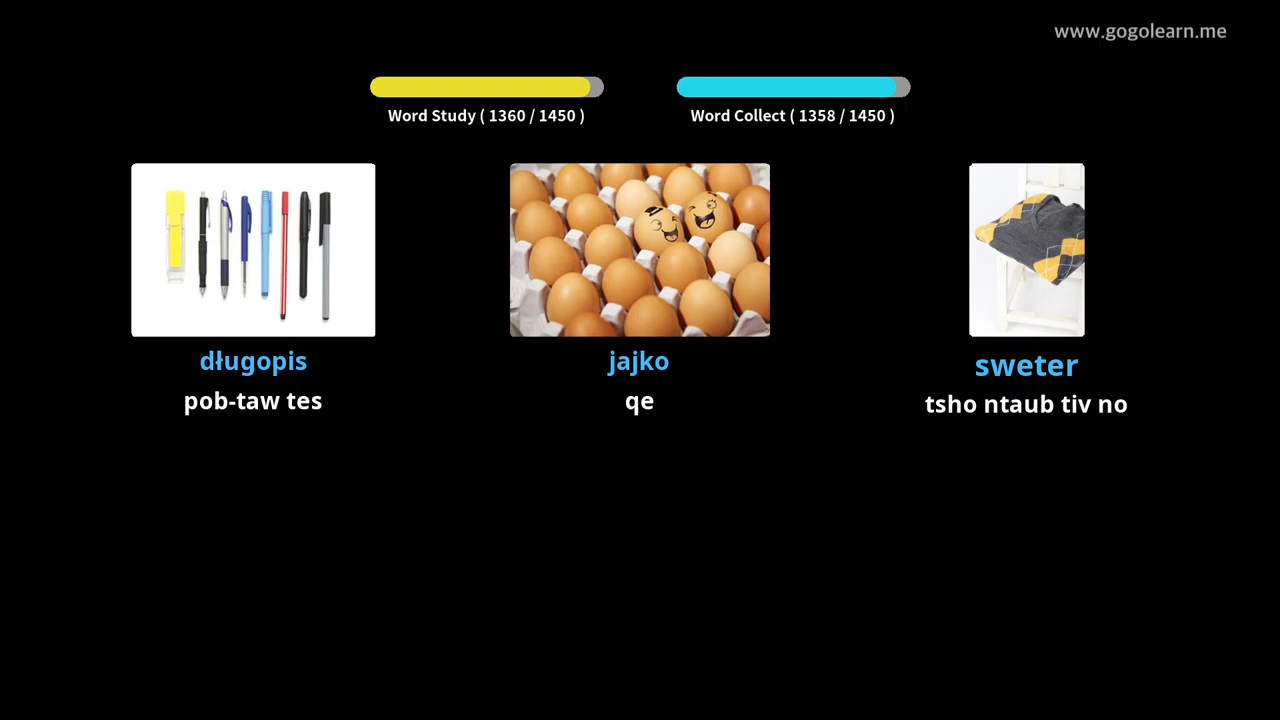 www.gogolearn.me
Word Study ( 1360 / 1450 )
Word Collect ( 1358 / 1450 )
długopis
pob-taw tes
jajko
qe
sweter
tsho ntaub tiv no